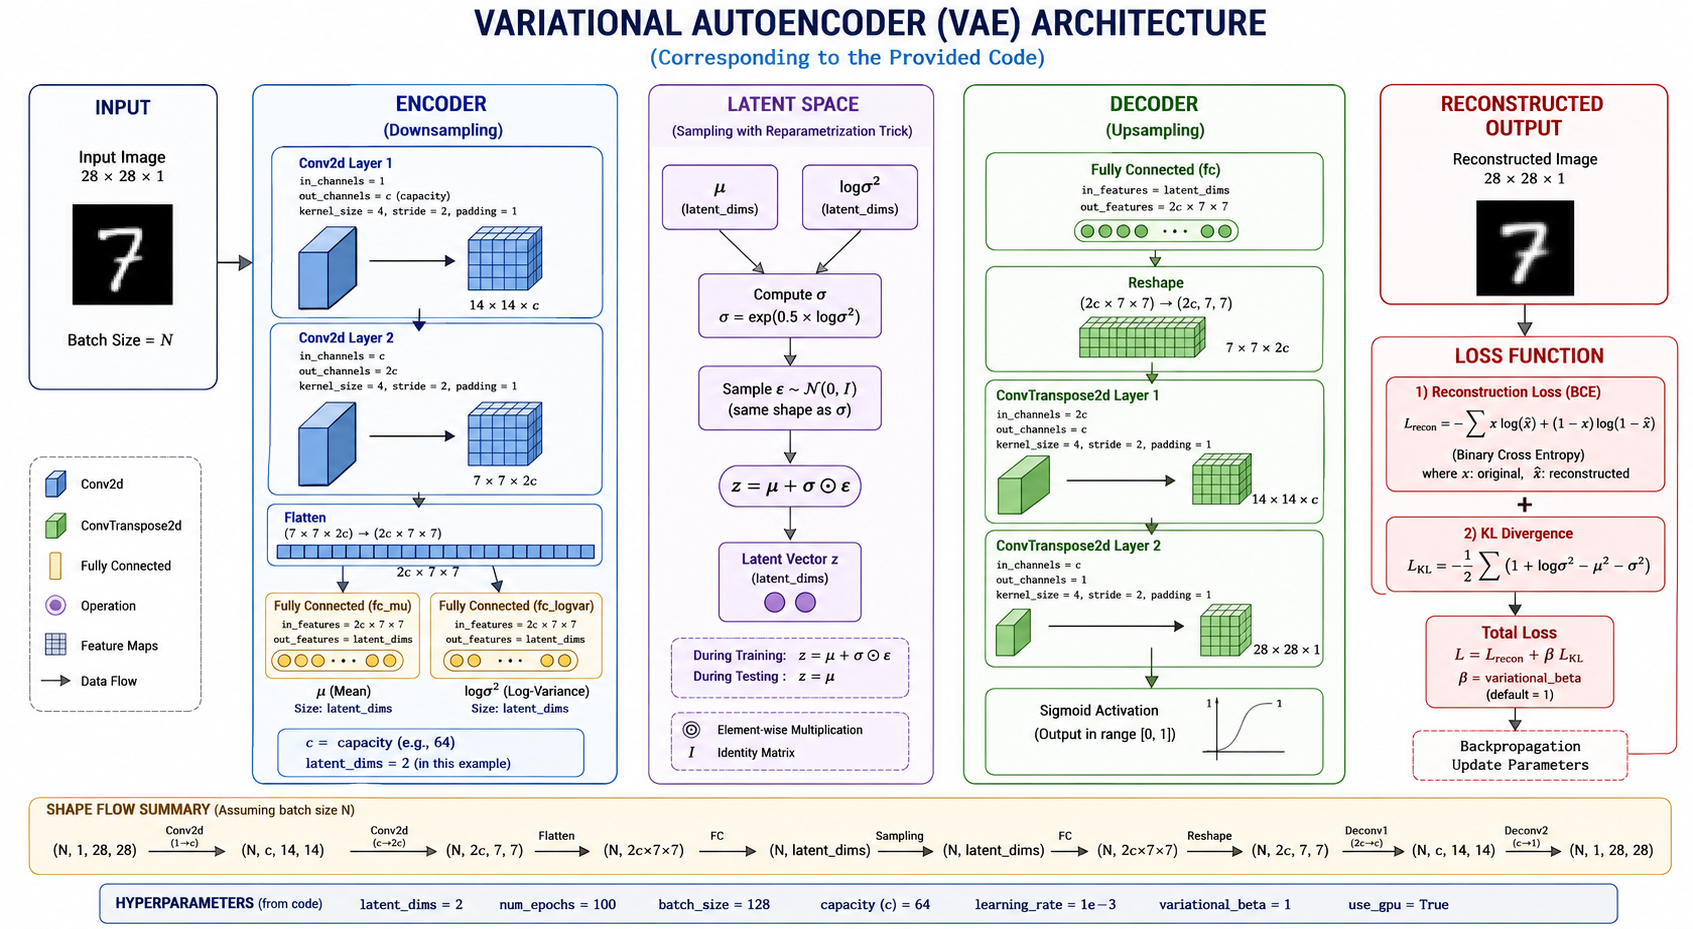 VARIATIONAL AUTOENCODER (VAE) ARCHITECTURE
(Corresponding to the Provided Code)
INPUT
Input Image
28 × 28 × 1
Batch Size = N
Conv2d
ConvTranspose2d
Fully Connected
Operation
Feature Maps
Data Flow
ENCODER
(Downsampling)
Conv2d Layer 1
in_channels = 1
out_channels = c (capacity)
kernel_size = 4, stride = 2, padding = 1
14 × 14 × c
Conv2d Layer 2
in_channels = c
out_channels = 2c
kernel_size = 4, stride = 2, padding = 1
7 × 7 × 2c
Flatten
(7 × 7 × 2c) → (2c × 7 × 7)
2c × 7 × 7
Fully Connected (fc_mu)
in_features = 2c × 7 × 7
out_features = latent_dims
μ (Mean)
Size: latent_dims
Fully Connected (fc_logvar)
in_features = 2c × 7 × 7
out_features = latent_dims
logσ² (Log-Variance)
Size: latent_dims
c = capacity (e.g., 64)
latent_dims = 2 (in this example)
LATENT SPACE
(Sampling with Reparametrization Trick)
μ
(latent_dims)
logσ²
(latent_dims)
Compute σ
σ = exp(0.5 × logσ²)
Sample ε ~ N(0, I)
(same shape as σ)
z = μ + σ ⊙ ε
Latent Vector z
(latent_dims)
During Training: z = μ + σ ⊙ ε
During Testing : z = μ
⊙ Element-wise Multiplication
I Identity Matrix
DECODER
(Upsampling)
Fully Connected (fc)
in_features = latent_dims
out_features = 2c × 7 × 7
Reshape
(2c × 7 × 7) → (2c, 7, 7)
7 × 7 × 2c
ConvTranspose2d Layer 1
in_channels = 2c
out_channels = c
kernel_size = 4, stride = 2, padding = 1
14 × 14 × c
ConvTranspose2d Layer 2
in_channels = c
out_channels = 1
kernel_size = 4, stride = 2, padding = 1
28 × 28 × 1
Sigmoid Activation
(Output in range [0, 1])
1 1
RECONSTRUCTED
OUTPUT
Reconstructed Image
28 × 28 × 1
LOSS FUNCTION
1) Reconstruction Loss (BCE)
L_recon = −∑ x log(x̂) + (1 − x) log(1 − x̂)
(Binary Cross Entropy)
where x: original, x̂: reconstructed
+
2) KL Divergence
L_KL = −1/2 ∑ (1 + logσ² − μ² − σ²)
Total Loss
L = L_recon + β L_KL
β = variational_beta
(default = 1)
Backpropagation
Update Parameters
SHAPE FLOW SUMMARY (Assuming batch size N)
Conv2d Conv2d Flatten FC Sampling FC Reshape Deconv1 Deconv2
(1→c) (c→2c) (2c→c) (c→1)
(N, 1, 28, 28) (N, c, 14, 14) (N, 2c, 7, 7) (N, 2c×7×7) (N, latent_dims) (N, latent_dims) (N, 2c×7×7) (N, 2c, 7, 7) (N, c, 14, 14) (N, 1, 28, 28)
HYPERPARAMETERS (from code) latent_dims = 2 num_epochs = 100 batch_size = 128 capacity (c) = 64 learning_rate = 1e−3 variational_beta = 1 use_gpu = True